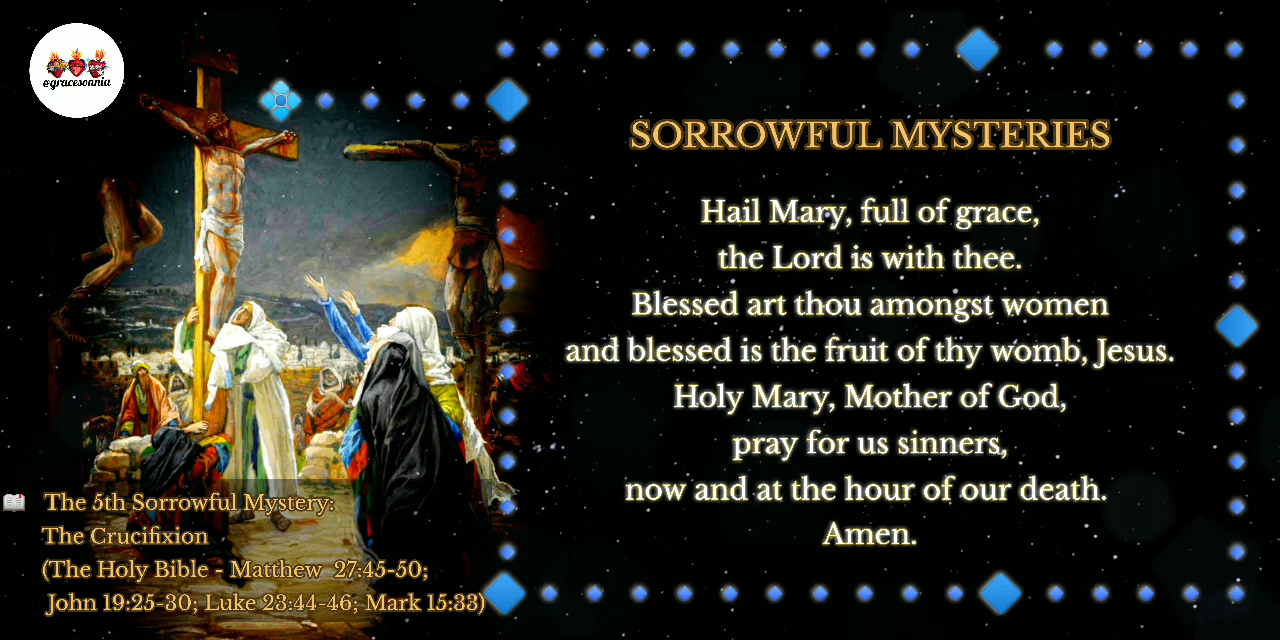 @gracesonnia
SORROWFUL MYSTERIES
Hail Mary, full of grace,
the Lord is with thee.
Blessed art thou amongst women
and blessed is the fruit of thy womb, Jesus.
Holy Mary, Mother of God,
pray for us sinners,
now and at the hour of our death.
Amen.
The 5th Sorrowful Mystery:
The Crucifixion
(The Holy Bible - Matthew 27:45-50;
John 19:25-30; Luke 23:44-46; Mark 15:33)